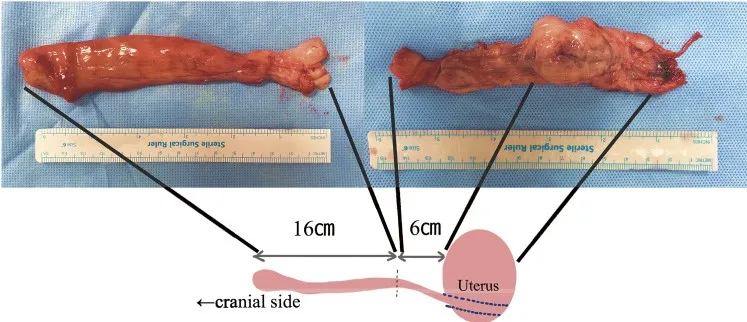 Sterile Surgical Ruler
Sterile Surgical Ruler
16㎝
6㎝
Uterus
←cranial side